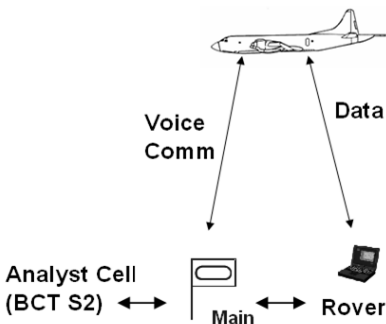 Voice
Comm
Data
Analyst Cell
(BCT S2)
Main
Rover